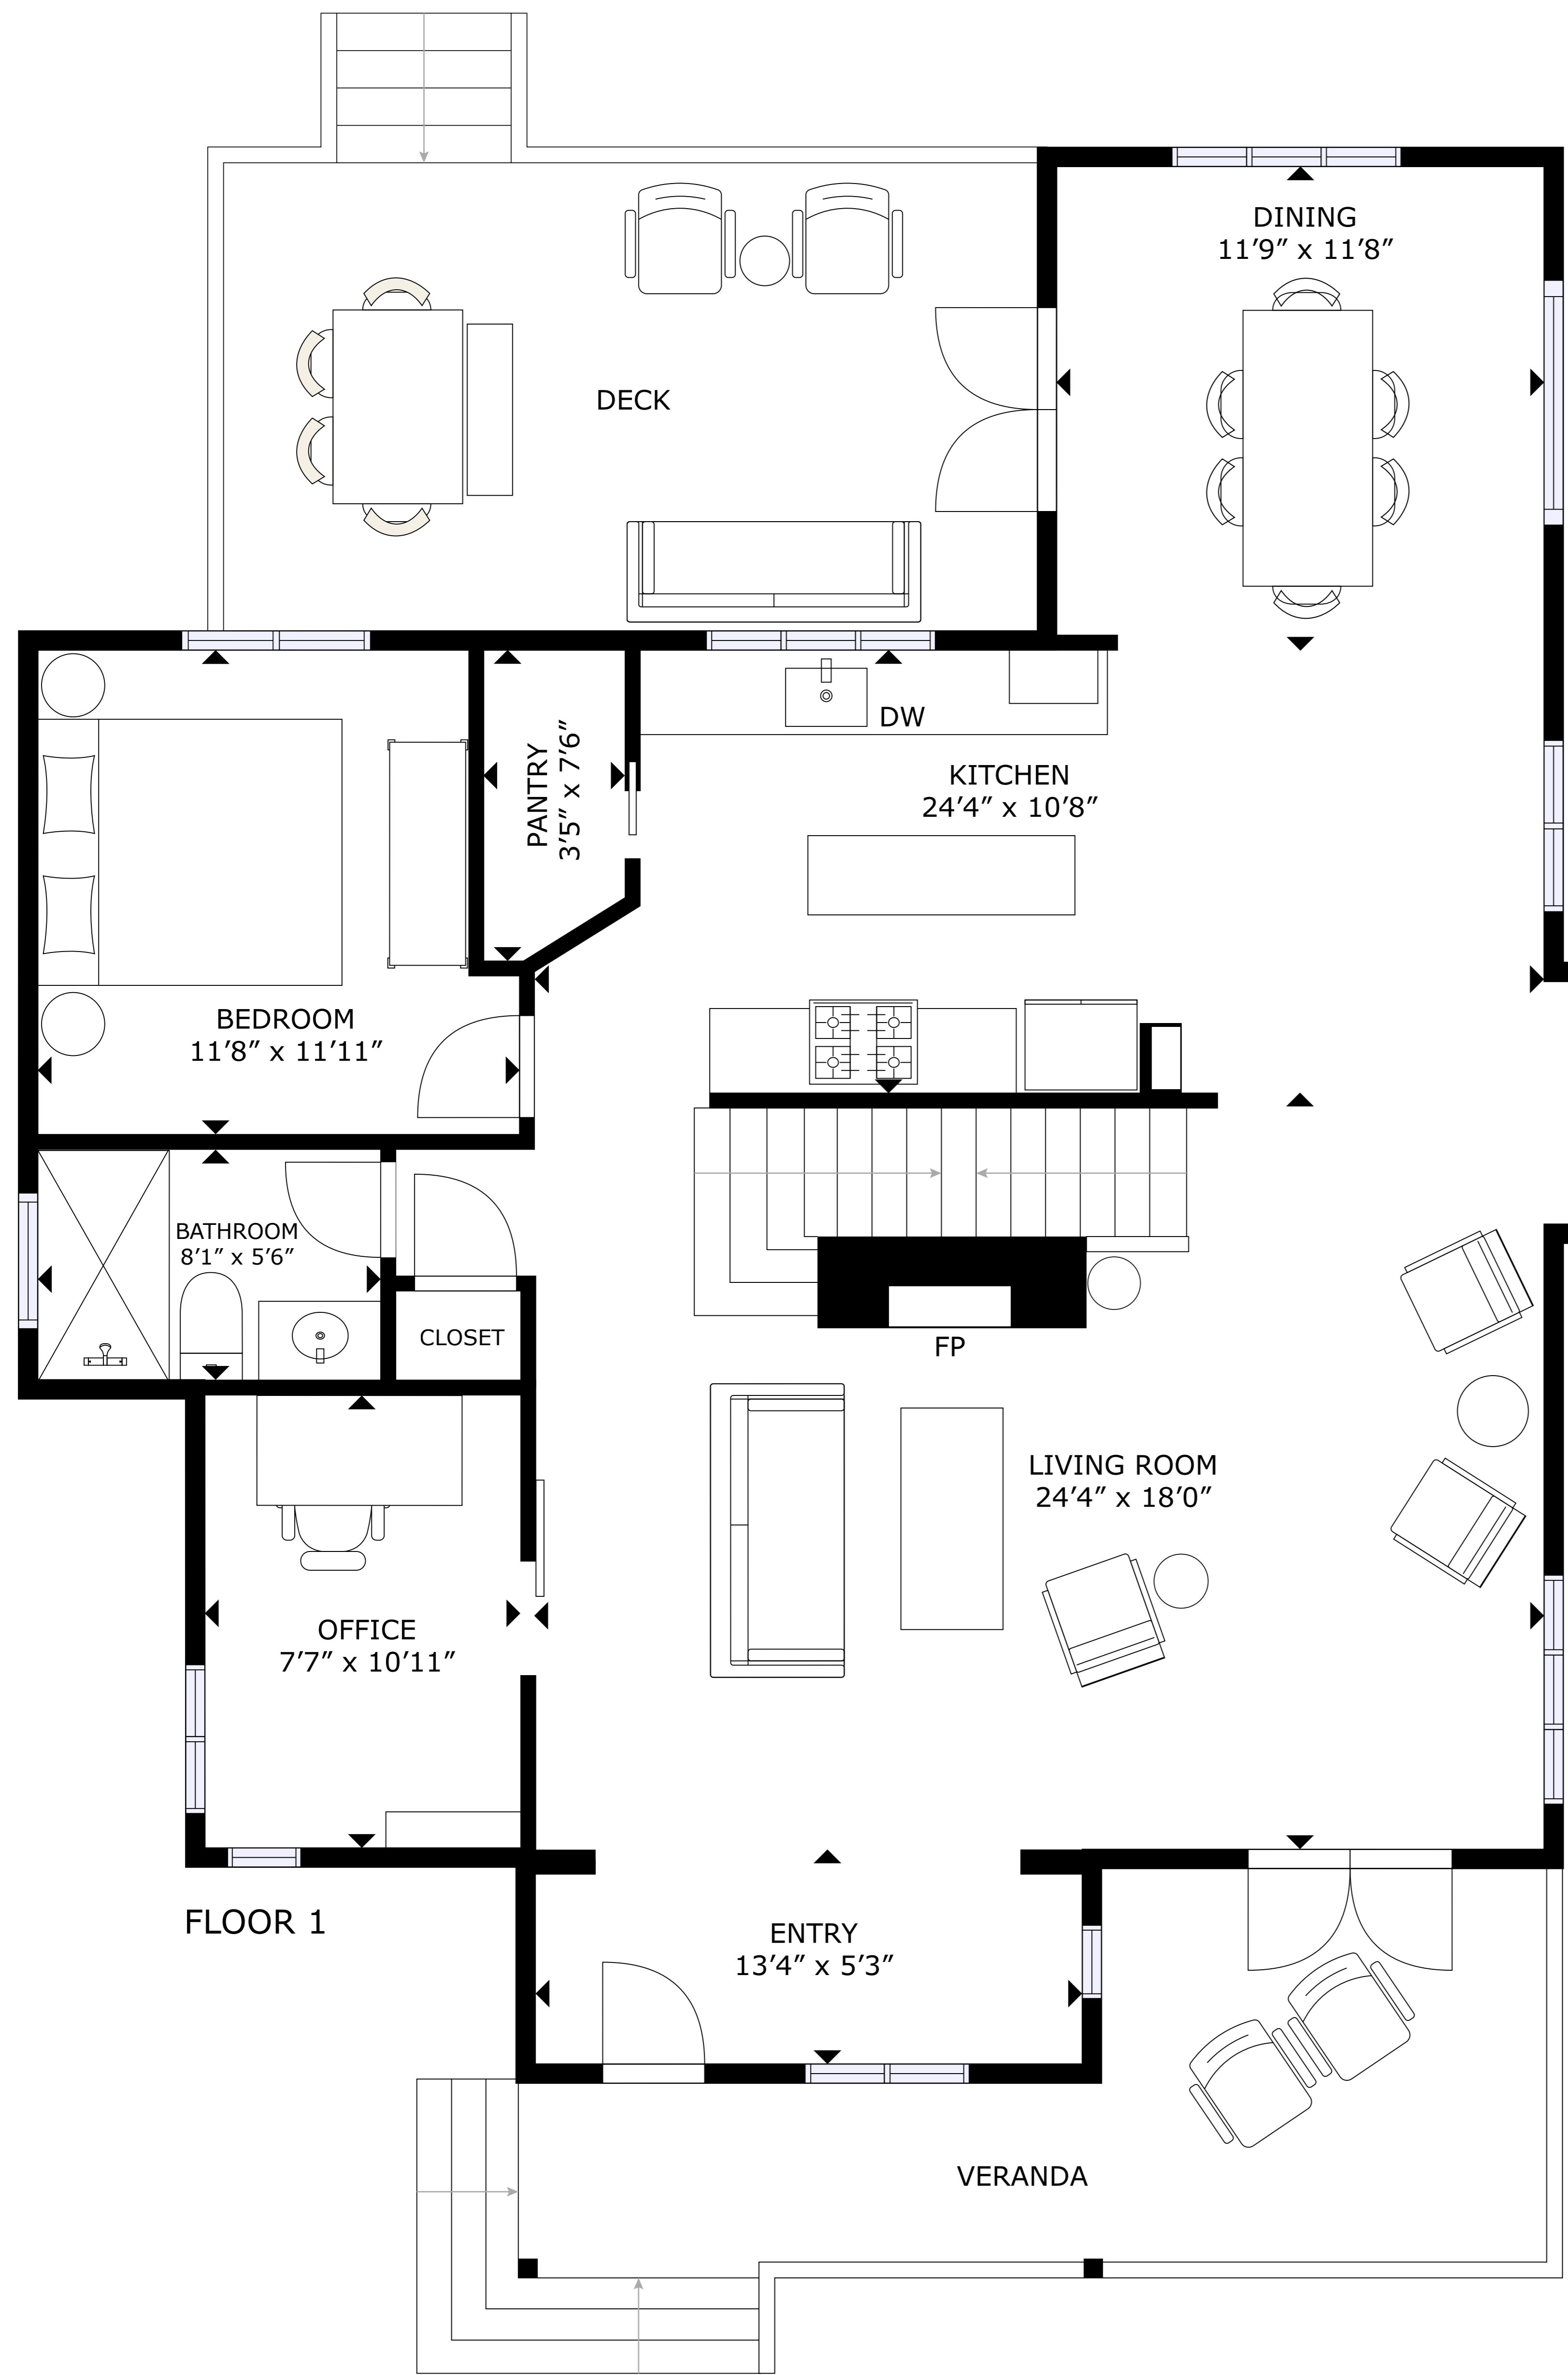 DINING
11’9” x 11’8”
DECK
DW
PANTRY
3’5” x 7’6”
KITCHEN
24’4” x 10’8”
BEDROOM
11’8” x 11’11”
BATHROOM
8’1” x 5’6”
CLOSET
FP
LIVING ROOM
24’4” x 18’0”
OFFICE
7’7” x 10’11”
FLOOR 1
ENTRY
13’4” x 5’3”
VERANDA